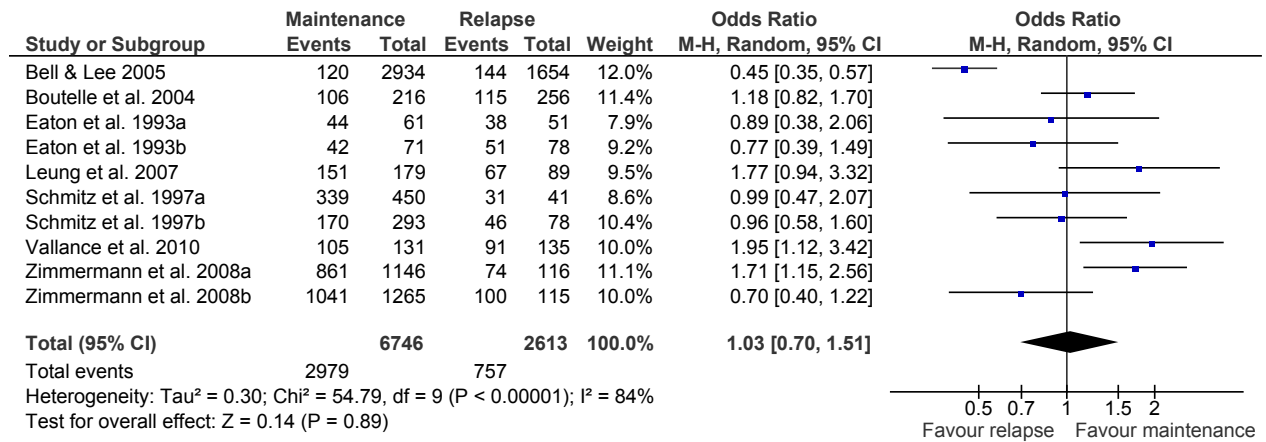 Maintenance Relapse Odds Ratio Odds Ratio
Study or Subgroup Events Total Events Total Weight M-H, Random, 95% CI M-H, Random, 95% CI
Bell & Lee 2005 120 2934 144 1654 12.0% 0.45 [0.35, 0.57]
Boutelle et al. 2004 106 216 115 256 11.4% 1.18 [0.82, 1.70]
Eaton et al. 1993a 44 61 38 51 7.9% 0.89 [0.38, 2.06]
Eaton et al. 1993b 42 71 51 78 9.2% 0.77 [0.39, 1.49]
Leung et al. 2007 151 179 67 89 9.5% 1.77 [0.94, 3.32]
Schmitz et al. 1997a 339 450 31 41 8.6% 0.99 [0.47, 2.07]
Schmitz et al. 1997b 170 293 46 78 10.4% 0.96 [0.58, 1.60]
Vallance et al. 2010 105 131 91 135 10.0% 1.95 [1.12, 3.42]
Zimmermann et al. 2008a 861 1146 74 116 11.1% 1.71 [1.15, 2.56]
Zimmermann et al. 2008b 1041 1265 100 115 10.0% 0.70 [0.40, 1.22]
Total (95% CI) 6746 2613 100.0% 1.03 [0.70, 1.51]
Total events 2979 757
Heterogeneity: Tau² = 0.30; Chi² = 54.79, df = 9 (P < 0.00001); I² = 84%
Test for overall effect: Z = 0.14 (P = 0.89)
0.5 0.7 1 1.5 2
Favour relapse Favour maintenance